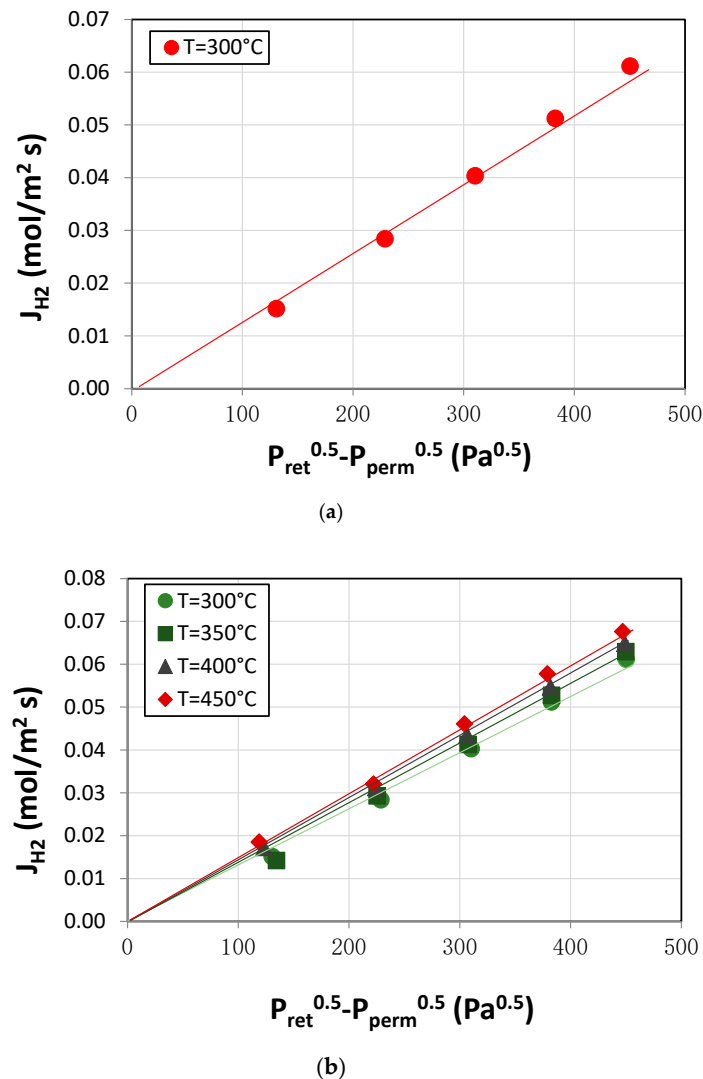 0.07
T=300°C
0.06
0.05
0.04
0.03
0.02
0.01
0.00
J_H2 (mol/m² s)
0 100 200 300 400 500
P_ret^0.5-P_perm^0.5 (Pa^0.5)
(a)
0.08
T=300°C
0.07
T=350°C
0.06
T=400°C
0.05
T=450°C
0.04
0.03
0.02
0.01
0.00
J_H2 (mol/m² s)
0 100 200 300 400 500
P_ret^0.5-P_perm^0.5 (Pa^0.5)
(b)